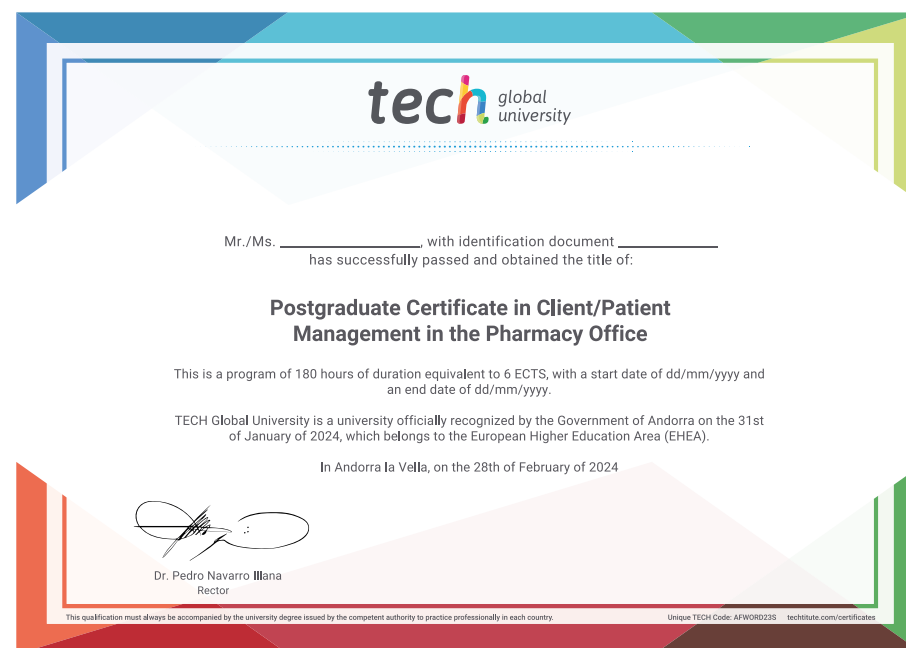 tech global
university
Mr./Ms. ____________________, with identification document ______________
has successfully passed and obtained the title of:
Postgraduate Certificate in Client/Patient
Management in the Pharmacy Office
This is a program of 180 hours of duration equivalent to 6 ECTS, with a start date of dd/mm/yyyy and
an end date of dd/mm/yyyy.
TECH Global University is a university officially recognized by the Government of Andorra on the 31st
of January of 2024, which belongs to the European Higher Education Area (EHEA).
In Andorra la Vella, on the 28th of February of 2024
Dr. Pedro Navarro Illana
Rector
This qualification must always be accompanied by the university degree issued by the competent authority to practice professionally in each country. Unique TECH Code: AFWORD23S techtitute.com/certificates